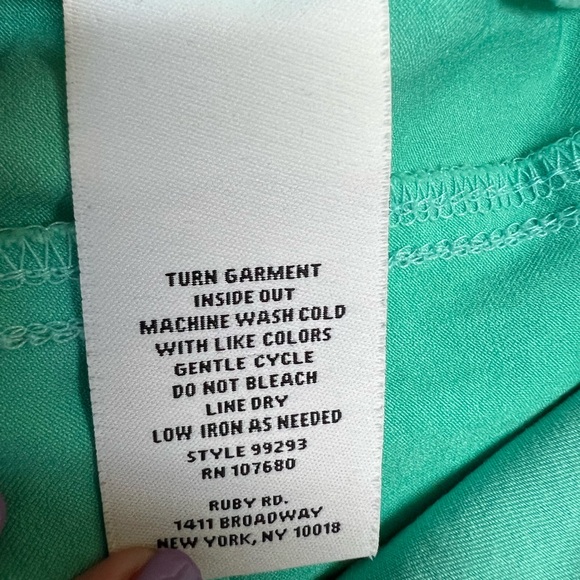 TURN GARMENT
INSIDE OUT
MACHINE WASH COLD
WITH LIKE COLORS
GENTLE CYCLE
DO NOT BLEACH
LINE DRY
LOW IRON AS NEEDED
STYLE 99293
RN 107680
RUBY RD.
1411 BROADWAY
NEW YORK, NY 10018